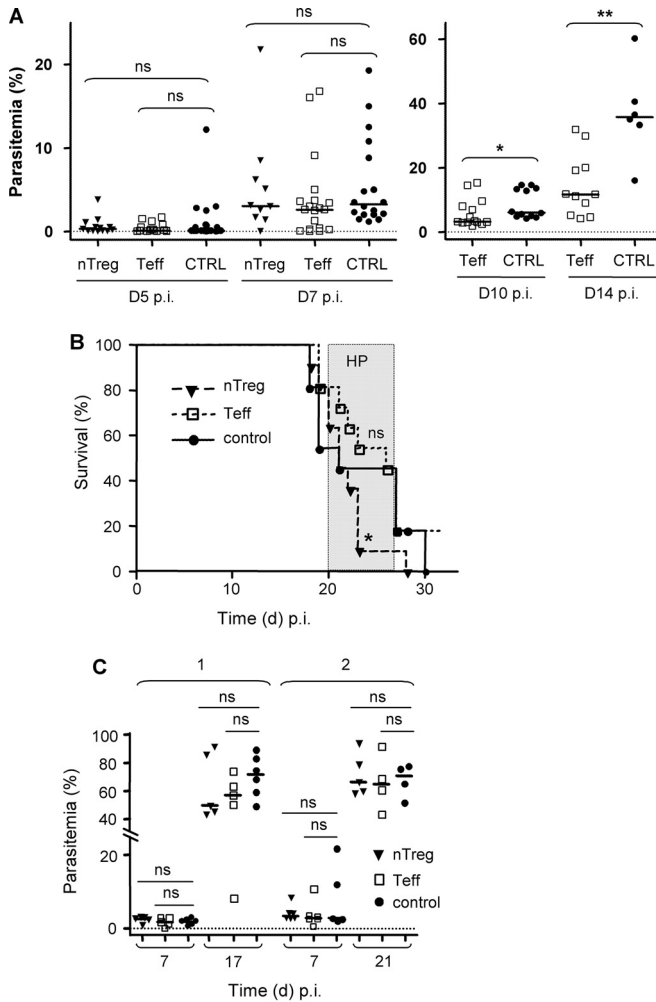 A
ns
**
ns
ns
ns
*
Parasitemia (%)
20
10
0
60
40
20
0
nTreg Teff CTRL nTreg Teff CTRL
D5 p.i. D7 p.i.
Teff CTRL Teff CTRL
D10 p.i. D14 p.i.
B
Survival (%)
100
80
60
40
20
0
HP
nTreg
Teff
control
ns
*
0 10 20 30
Time (d) p.i.
C
1 2
ns ns
ns ns
Parasitemia (%)
100
80
60
40
20
0
ns
ns
ns
ns
nTreg
Teff
control
7 17 7 21
Time (d) p.i.